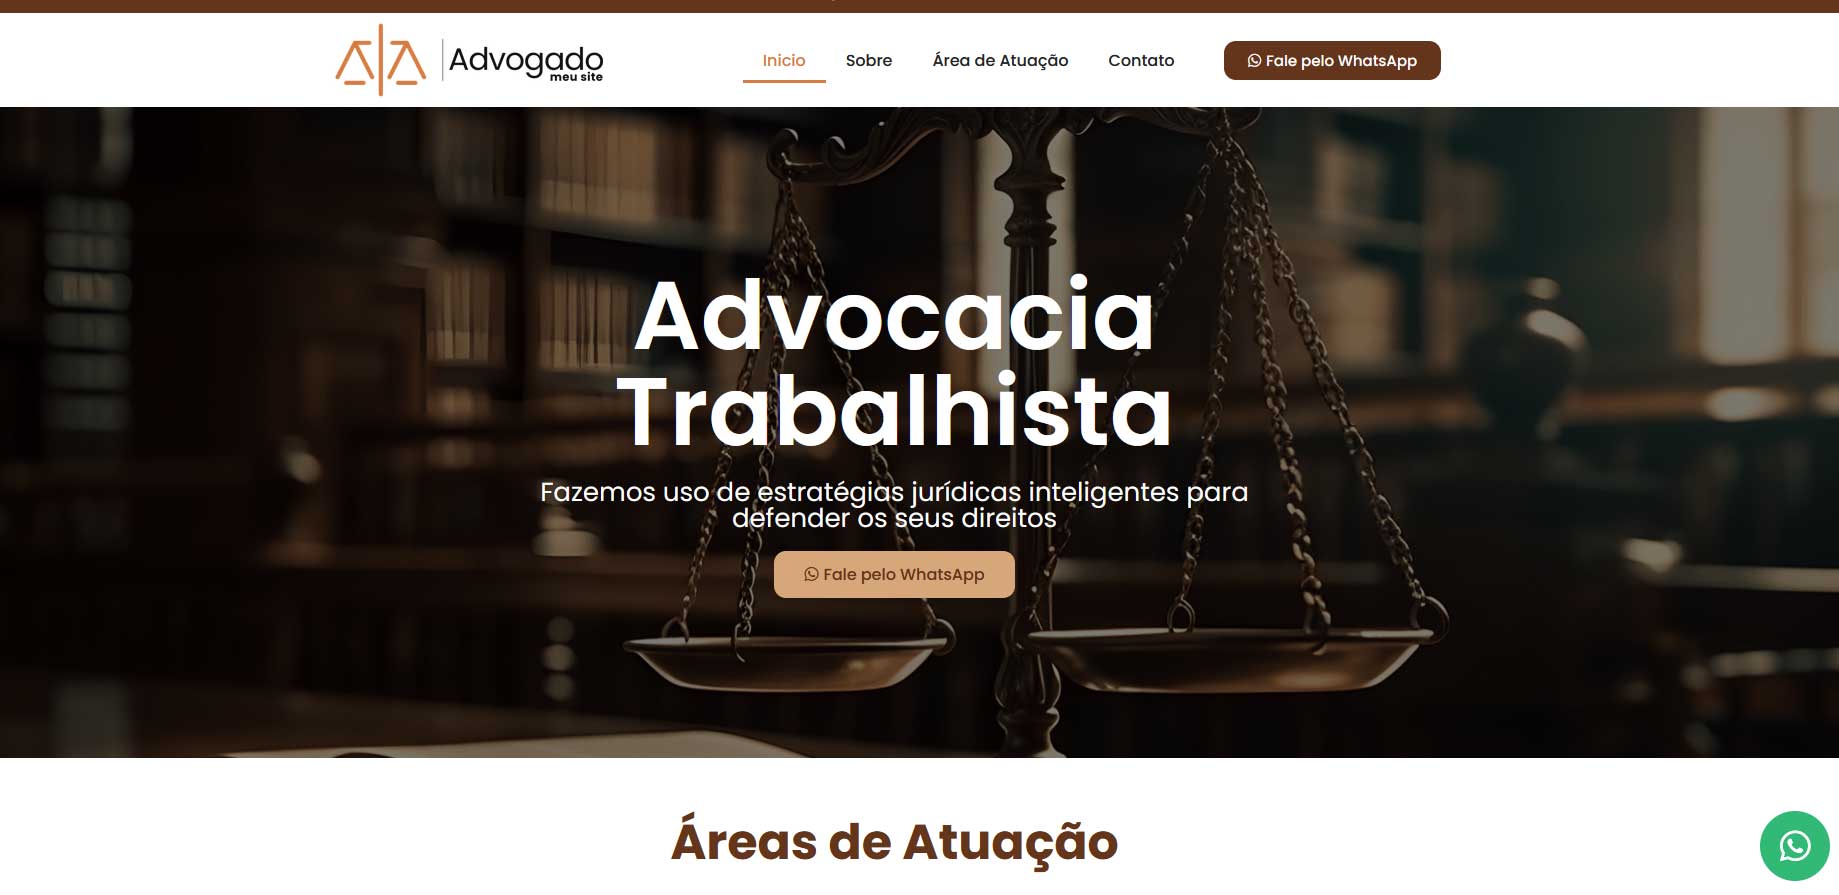 Advogado
meu site
Inicio
Sobre
Área de Atuação
Contato
Fale pelo WhatsApp
Advocacia
Trabalhista
Fazemos uso de estratégias jurídicas inteligentes para
defender os seus direitos
Fale pelo WhatsApp
Áreas de Atuação